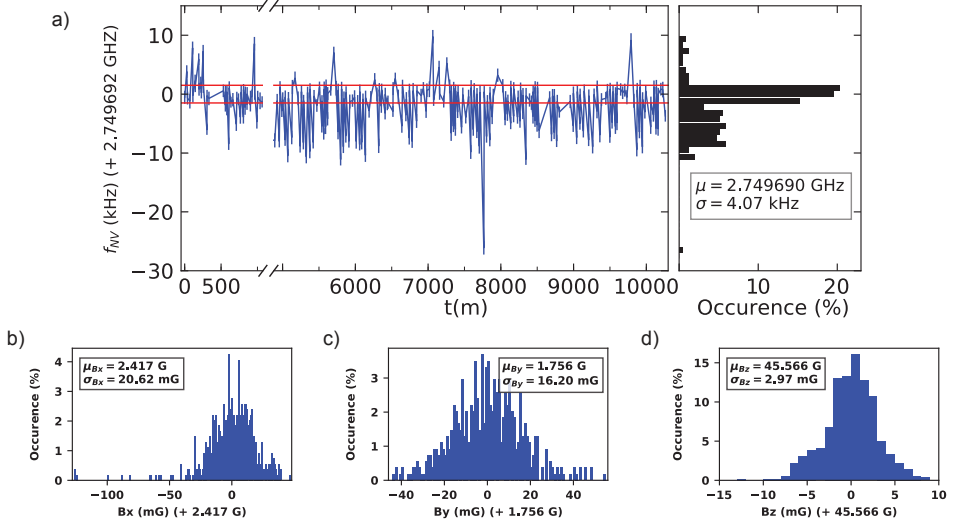 a)
f_NV (kHz) (+ 2.7496692 GHZ)
10
0
−10
−20
−30
0
500
6000
7000
8000
9000
10000
t(m)
μ = 2.749690 GHz
σ = 4.07 kHz
0
10
20
Occurence (%)
b)
Occurence (%)
4
3
2
1
0
μBx = 2.417 G
σBx = 20.62 mG
−100
−50
0
Bx (mG) (+ 2.417 G)
c)
Occurence (%)
3
2
1
0
μBy = 1.756 G
σBy = 16.20 mG
−40
−20
0
20
40
By (mG) (+ 1.756 G)
d)
Occurence (%)
15
10
5
0
μBz = 45.566 G
σBz = 2.97 mG
−15
−10
−5
0
5
10
Bz (mG) (+ 45.566 G)